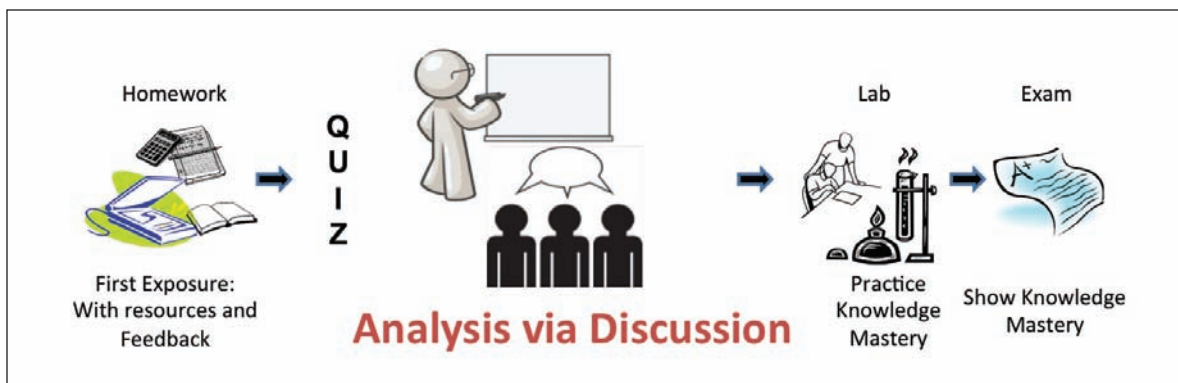 Homework
First Exposure:
With resources and
Feedback
Q
U
I
Z
Analysis via Discussion
Lab
Practice
Knowledge
Mastery
Exam
A+
Show Knowledge
Mastery